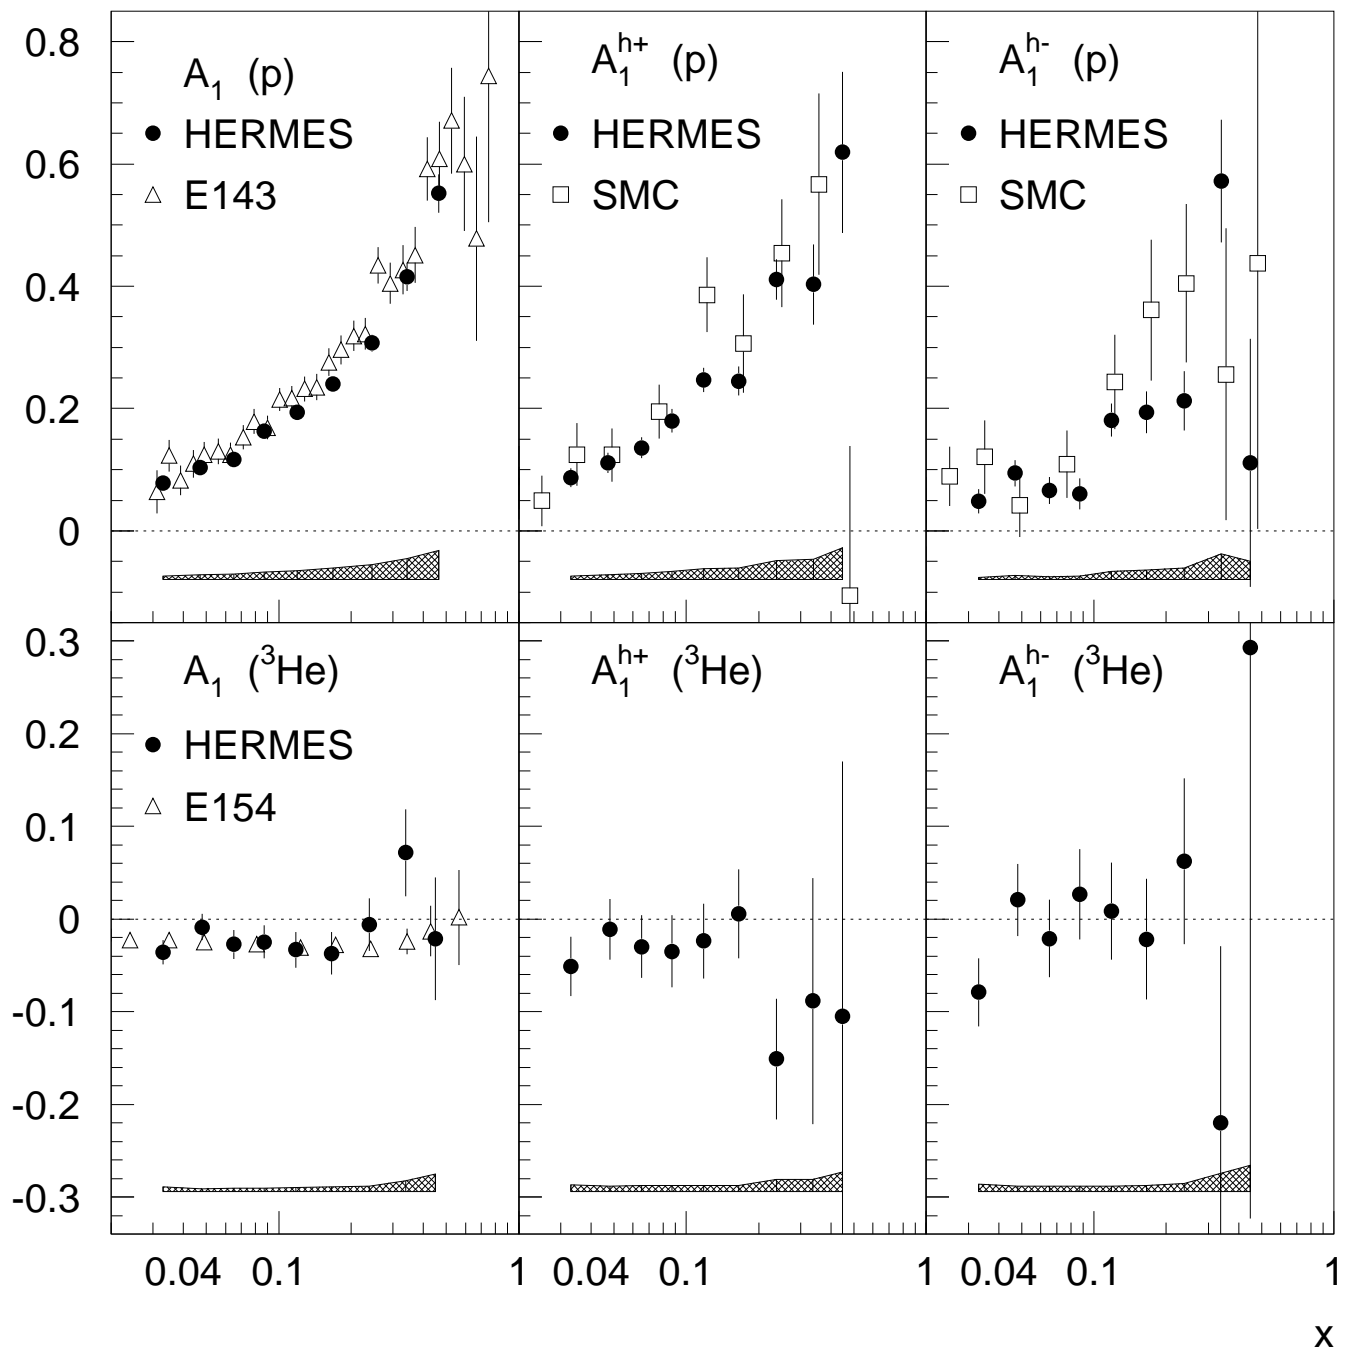 0.8
0.6
0.4
0.2
0
A₁ (p)
HERMES
E143
A₁ʰ⁺ (p)
HERMES
SMC
A₁ʰ⁻ (p)
HERMES
SMC
0.3
0.2
0.1
0
-0.1
-0.2
-0.3
A₁ (³He)
HERMES
E154
A₁ʰ⁺ (³He)
A₁ʰ⁻ (³He)
0.04 0.1 1 0.04 0.1 1 0.04 0.1 1
x